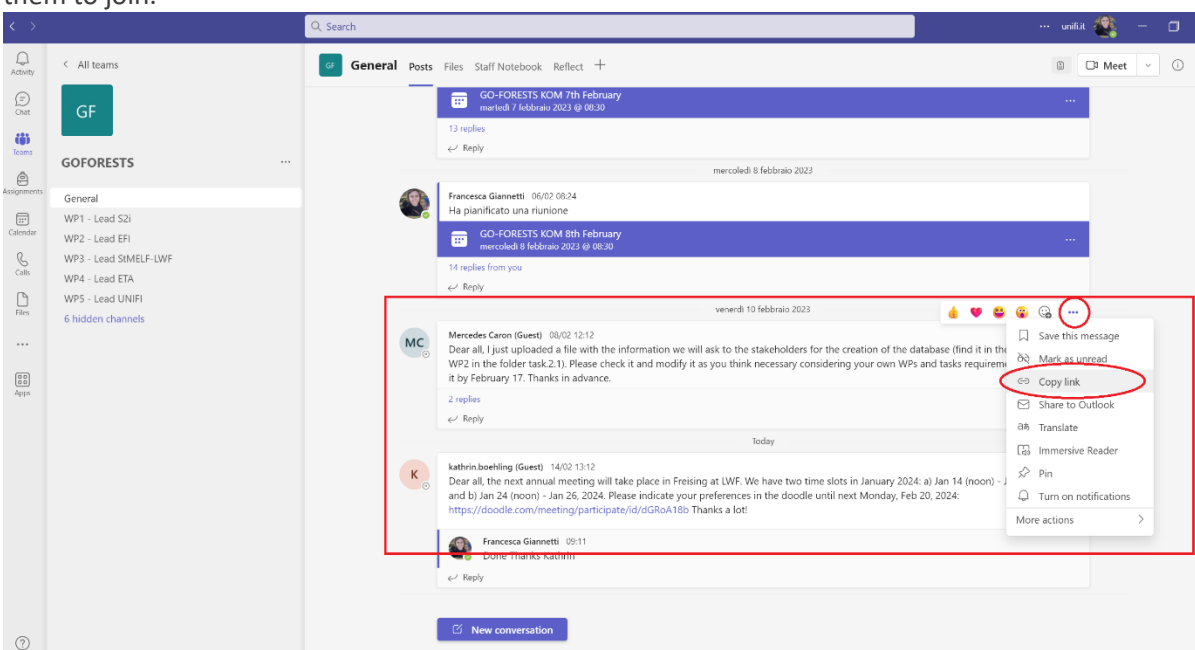 them to join.
Search
unifi.it
Activity
Chat
Teams
Assignments
Calendar
Calls
Files
Apps
All teams
GF
GOFORESTS
General
WP1 - Lead S2i
WP2 - Lead EFI
WP3 - Lead StMELF-LWF
WP4 - Lead ETA
WP5 - Lead UNIFI
6 hidden channels
GF General Posts Files Staff Notebook Reflect
Meet
GO-FORESTS KOM 7th February
martedì 7 febbraio 2023 @ 08:30
13 replies
Reply
mercoledì 8 febbraio 2023
Francesca Giannetti 06/02 08:24
Ha pianificato una riunione
GO-FORESTS KOM 8th February
mercoledì 8 febbraio 2023 @ 08:30
14 replies from you
Reply
venerdì 10 febbraio 2023
MC
Mercedes Caron (Guest) 08/02 12:12
Dear all, I just uploaded a file with the information we will ask to the stakeholders for the creation of the database (find it in the
WP2 in the folder task.2.1). Please check it and modify it as you think necessary considering your own WPs and tasks
it by February 17. Thanks in advance.
2 replies
Reply
Today
K
kathrin.boehling (Guest) 14/02 13:12
Dear all, the next annual meeting will take place in Freising at LWF. We have two time slots in January 2024: a) Jan 14 (noon) -
and b) Jan 24 (noon) - Jan 26, 2024. Please indicate your preferences in the doodle until next Monday, Feb 20, 2024:
https://doodle.com/meeting/participate/id/dGRoA18b Thanks a lot!
Francesca Giannetti 09:11
Done Thanks Kathrin
Reply
New conversation
Save this message
Mark as unread
Copy link
Share to Outlook
Translate
Immersive Reader
Pin
Turn on notifications
More actions